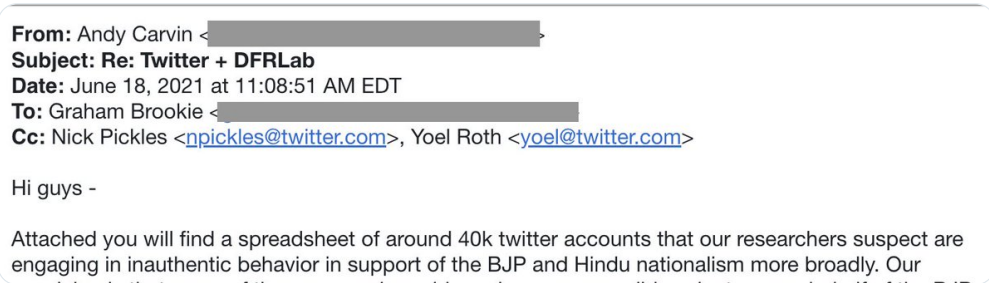 From: Andy Carvin <
Subject: Re: Twitter + DFRLab
Date: June 18, 2021 at 11:08:51 AM EDT
To: Graham Brookie <
Cc: Nick Pickles <npickles@twitter.com>, Yoel Roth <yoel@twitter.com>
Hi guys -
Attached you will find a spreadsheet of around 40k twitter accounts that our researchers suspect are
engaging in inauthentic behavior in support of the BJP and Hindu nationalism more broadly. Our